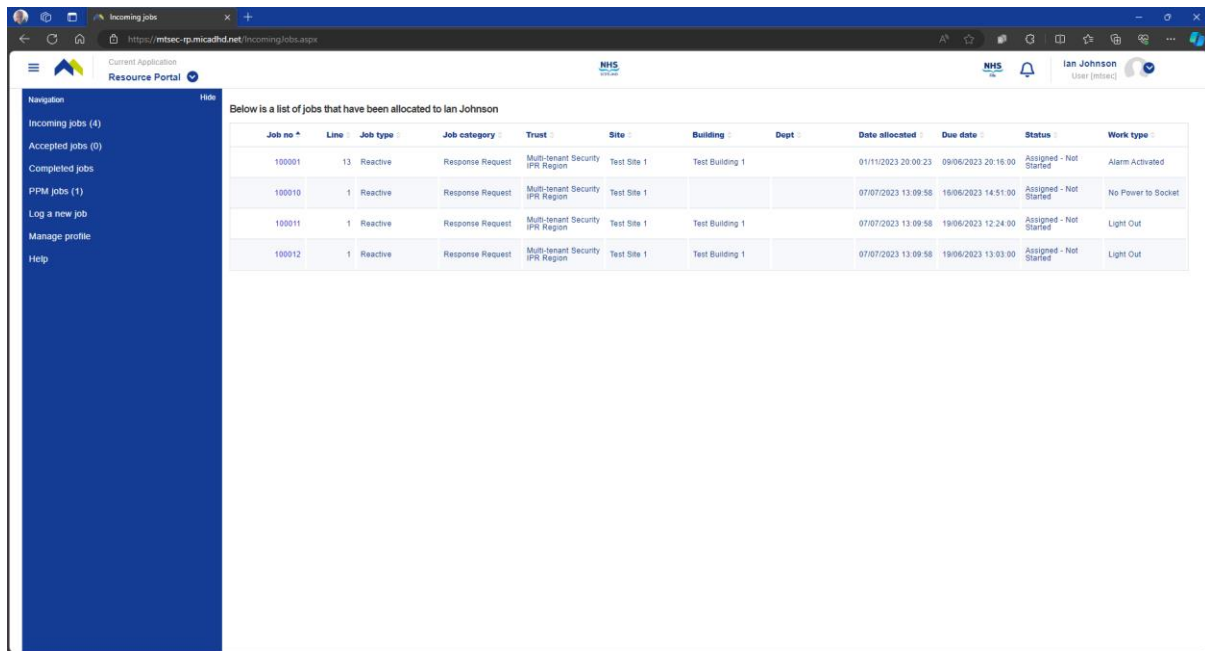 Incoming jobs
https://mtsec-rp.micadhd.net/IncomingJobs.aspx
Current Application
Resource Portal
NHS
SCOTLAND
NHS
Ian Johnson
User [mtsec]
Navigation Hide
Incoming jobs (4)
Accepted jobs (0)
Completed jobs
PPM jobs (1)
Log a new job
Manage profile
Help
Below is a list of jobs that have been allocated to Ian Johnson
Job no Line Job type Job category Trust Site Building Dept Date allocated Due date Status Work type
100001 13 Reactive Response Request Multi-tenant Security IPR Region Test Site 1 Test Building 1 01/11/2023 20:00:23 09/06/2023 20:16:00 Assigned - Not Started Alarm Activated
100010 1 Reactive Response Request Multi-tenant Security IPR Region Test Site 1 07/07/2023 13:09:58 16/06/2023 14:51:00 Assigned - Not Started No Power to Socket
100011 1 Reactive Response Request Multi-tenant Security IPR Region Test Site 1 Test Building 1 07/07/2023 13:09:58 19/06/2023 12:24:00 Assigned - Not Started Light Out
100012 1 Reactive Response Request Multi-tenant Security IPR Region Test Site 1 Test Building 1 07/07/2023 13:09:58 19/06/2023 13:03:00 Assigned - Not Started Light Out